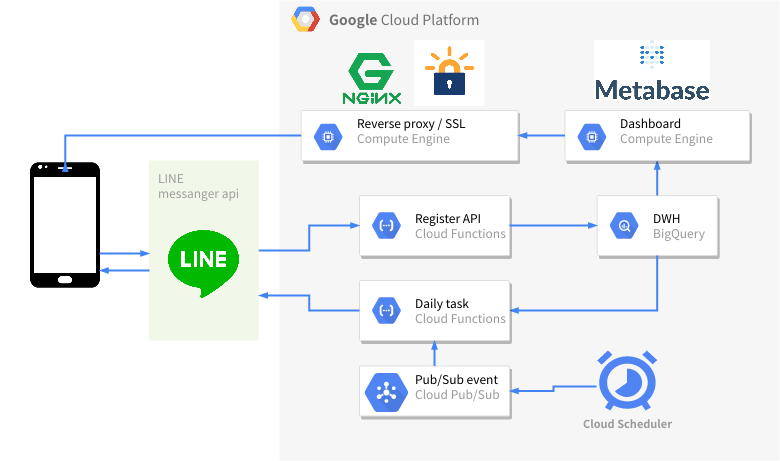 Google Cloud Platform
NGiNX
Metabase
Reverse proxy / SSL
Compute Engine
Dashboard
Compute Engine
LINE
messanger api
LINE
Register API
Cloud Functions
DWH
BigQuery
Daily task
Cloud Functions
Pub/Sub event
Cloud Pub/Sub
Cloud Scheduler